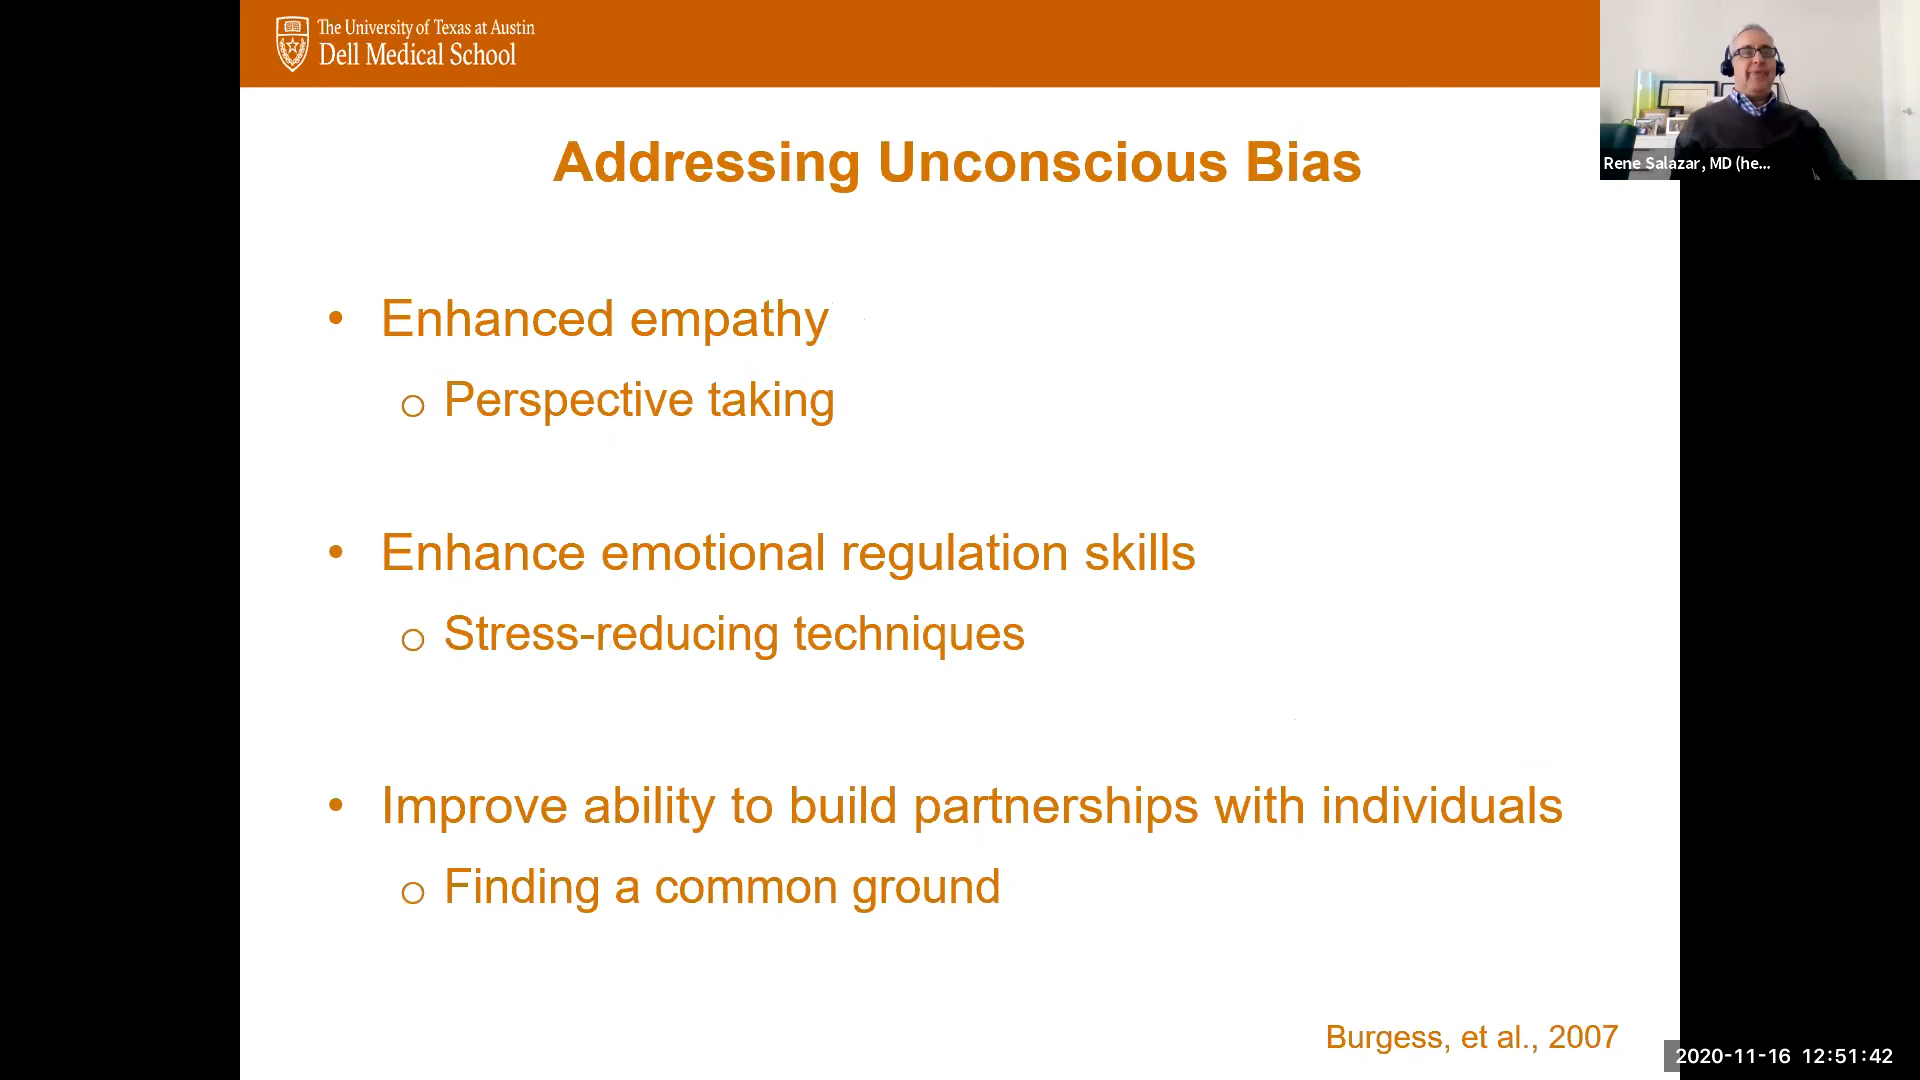 The University of Texas at Austin
Dell Medical School
Rene Salazar, MD (he...
Addressing Unconscious Bias
• Enhanced empathy
o Perspective taking
• Enhance emotional regulation skills
o Stress-reducing techniques
• Improve ability to build partnerships with individuals
o Finding a common ground
Burgess, et al., 2007
2020-11-16 12:51:42